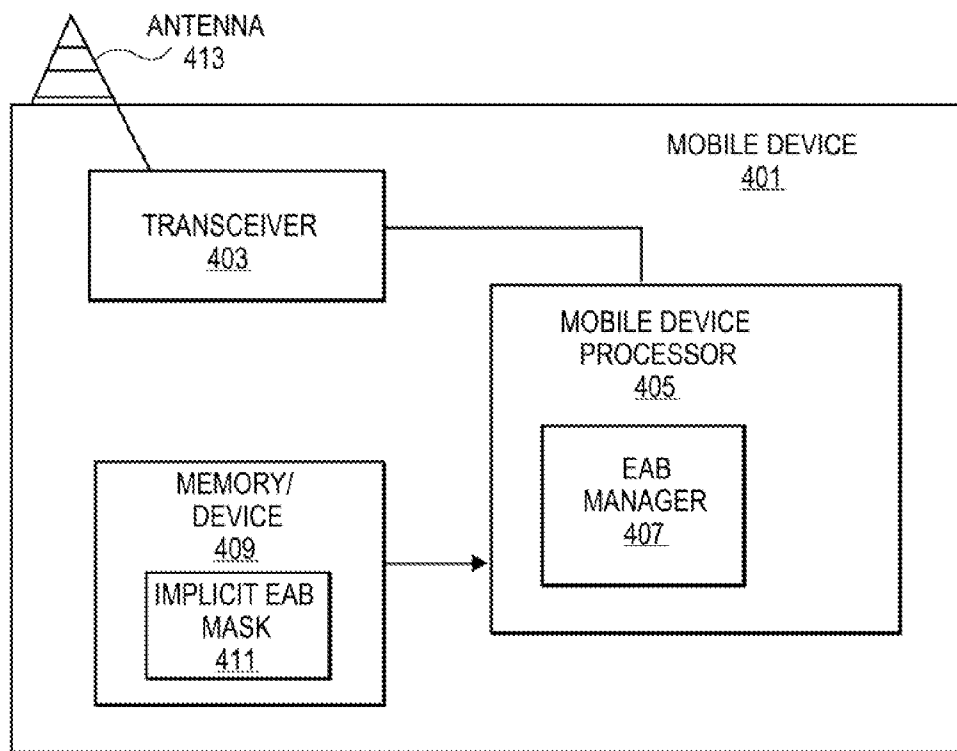 ANTENNA
413
MOBILE DEVICE
401
TRANSCEIVER
403
MOBILE DEVICE
PROCESSOR
405
EAB
MANAGER
407
MEMORY/
DEVICE
409
IMPLICIT EAB
MASK
411